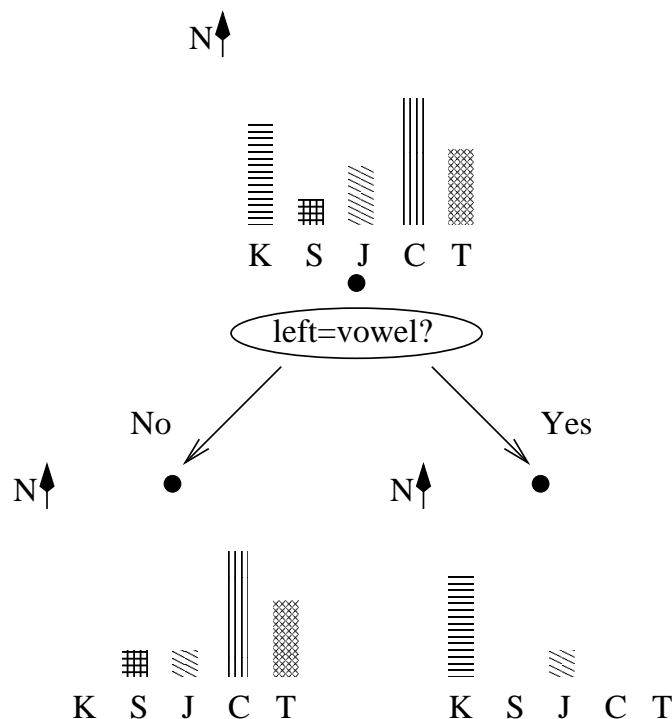 N
K S J C T
left=vowel?
No Yes
N N
K S J C T K S J C T